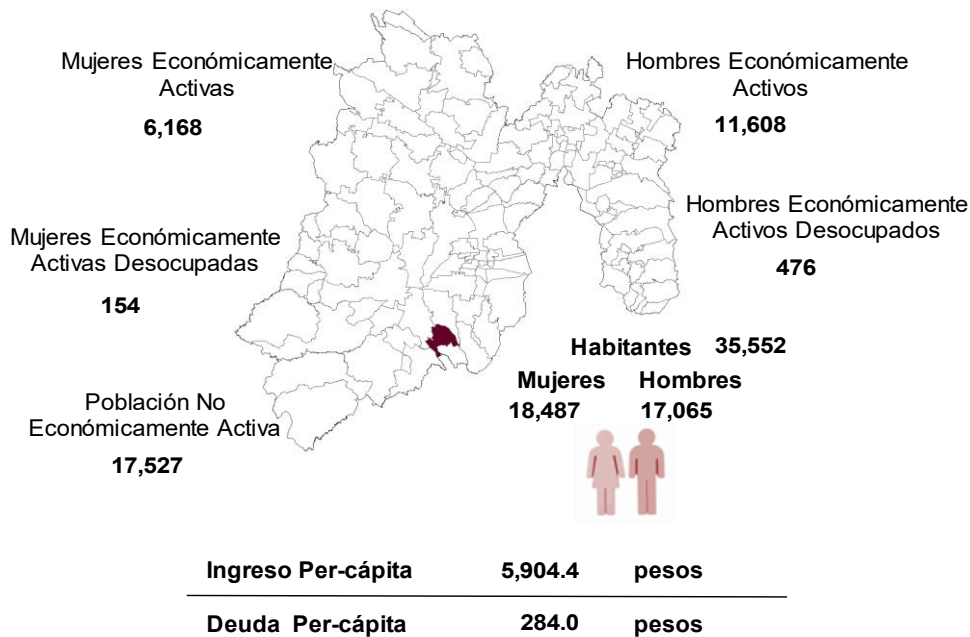 Mujeres Económicamente
Activas
6,168
Hombres Económicamente
Activos
11,608
Mujeres Económicamente
Activas Desocupadas
154
Hombres Económicamente
Activos Desocupados
476
Habitantes 35,552
Mujeres Hombres
18,487 17,065
Población No
Económicamente Activa
17,527
Ingreso Per-cápita 5,904.4 pesos
Deuda Per-cápita 284.0 pesos